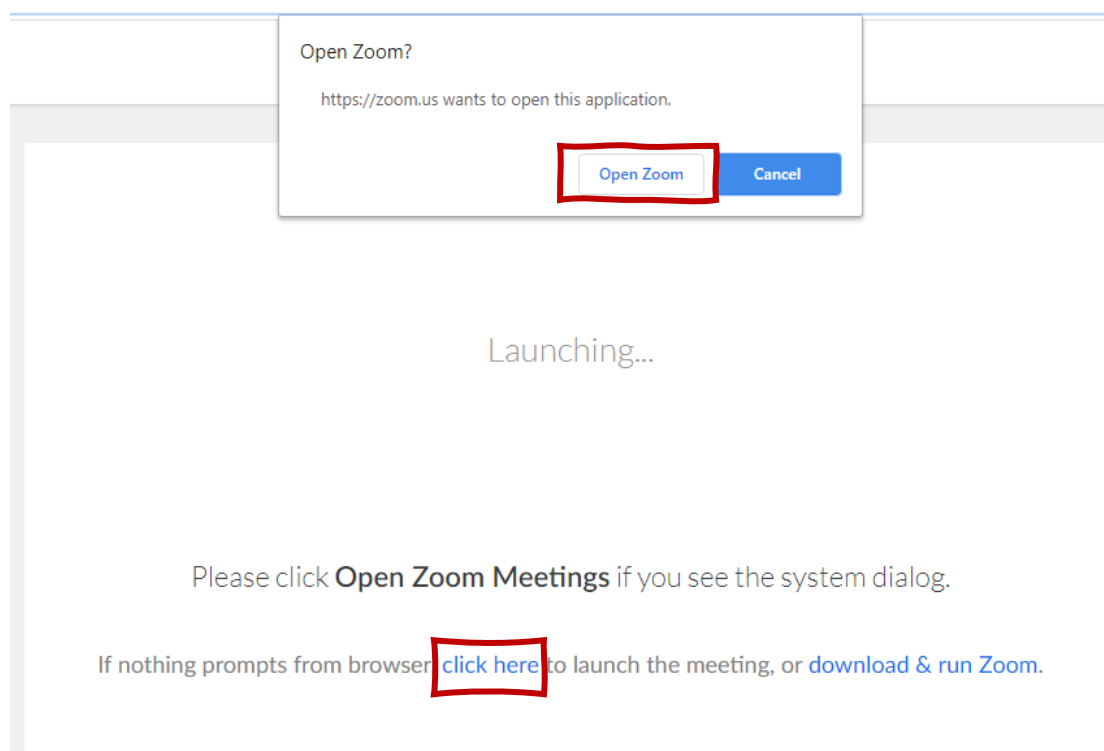 Open Zoom?
https://zoom.us wants to open this application.
Open Zoom
Cancel
Launching...
Please click Open Zoom Meetings if you see the system dialog.
If nothing prompts from browser click here to launch the meeting, or download & run Zoom.